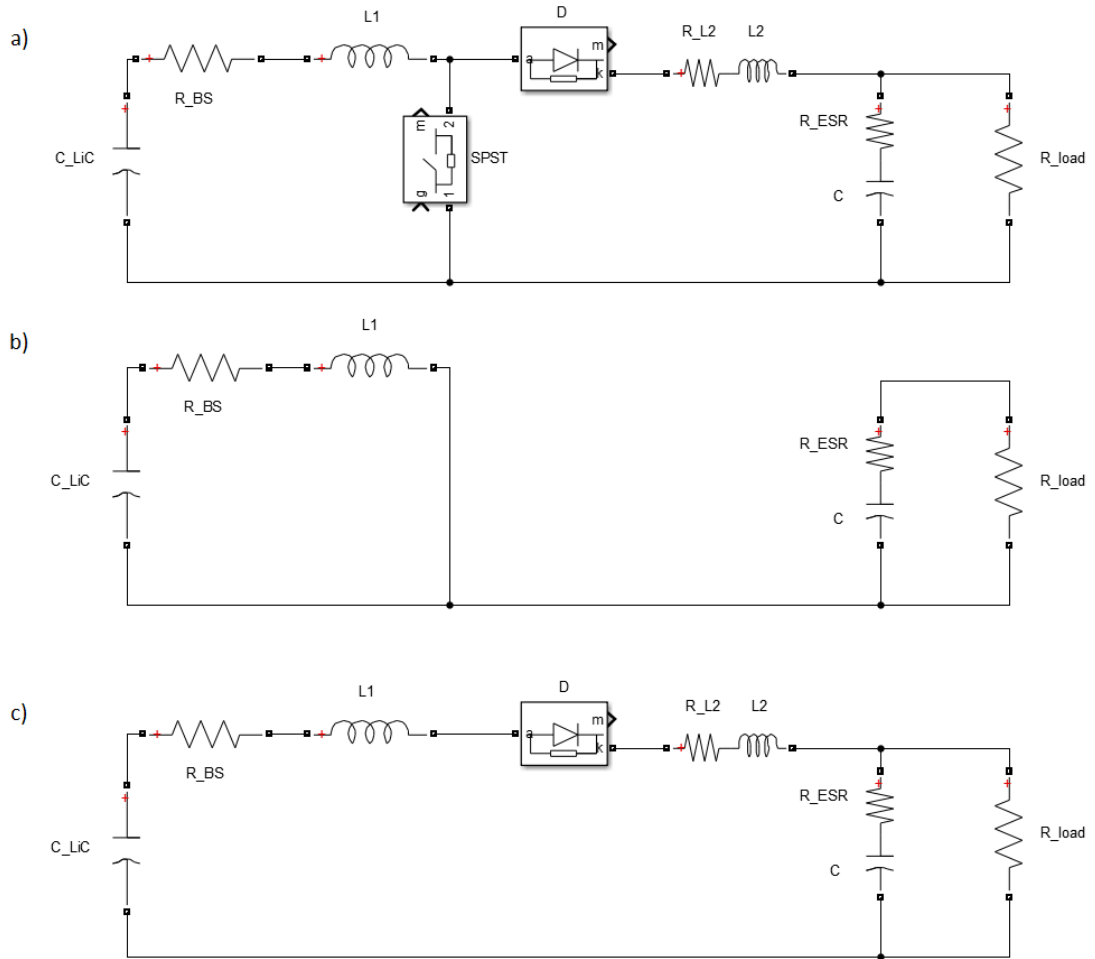 a)
L1
D
R_L2 L2
m
a
k
R_BS
R_ESR
m
2
C_LiC
SPST
R_load
g
1
C
b)
L1
R_BS
R_ESR
C_LiC
R_load
C
c)
L1
D
R_L2 L2
m
a
k
R_BS
R_ESR
C_LiC
R_load
C